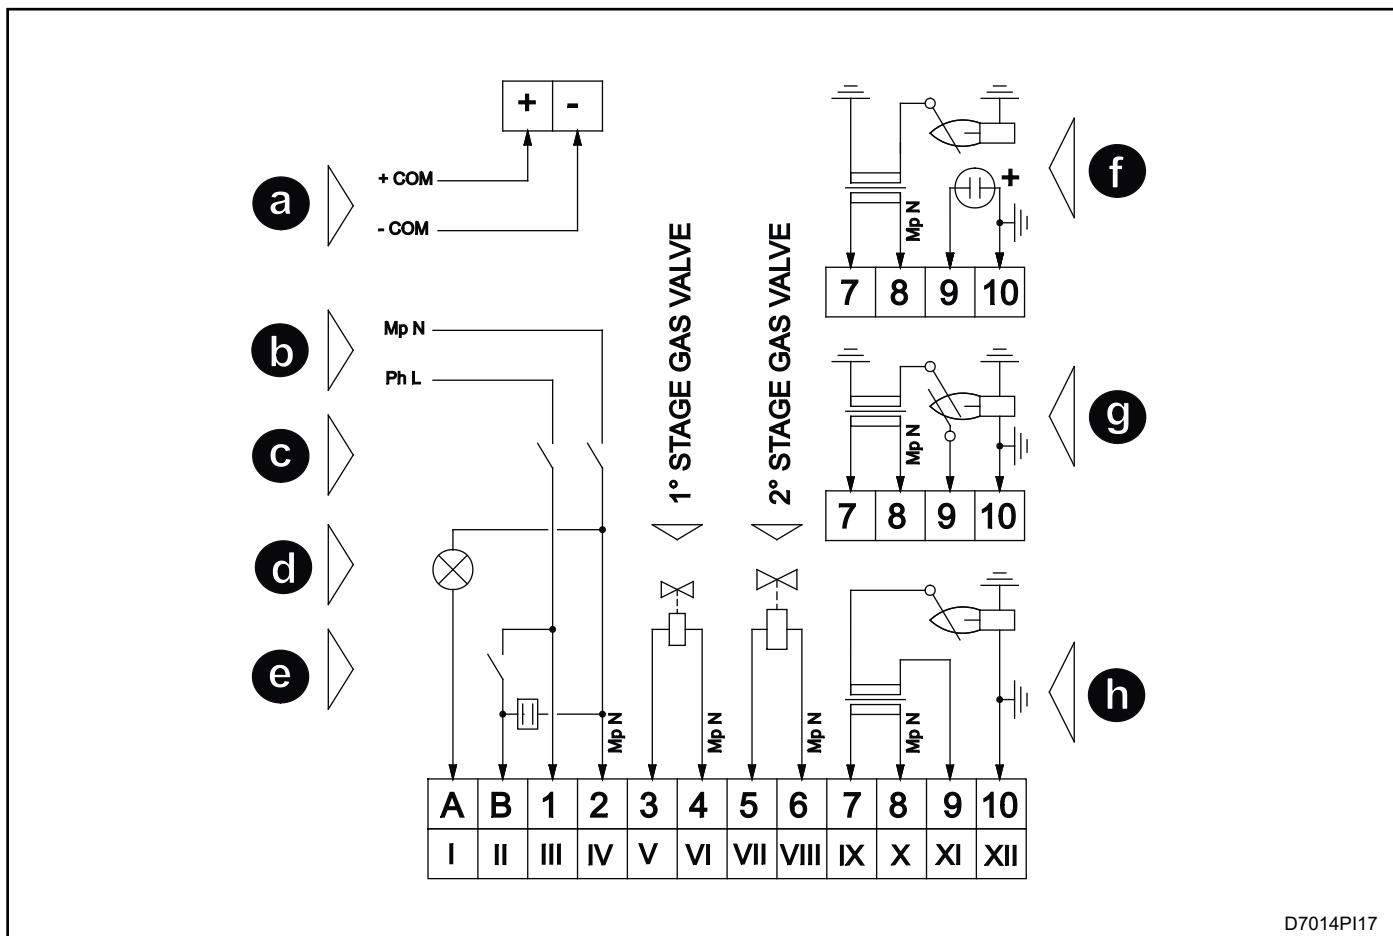 + -
a
+ COM
- COM
b
Mp N
Ph L
c
d
e
Mp N
1° STAGE GAS VALVE
Mp N
2° STAGE GAS VALVE
Mp N
+
f
Mp N
7 8 9 10
g
Mp N
7 8 9 10
h
Mp N
A B 1 2 3 4 5 6 7 8 9 10
I II III IV V VI VII VIII IX X XI XII
D7014PI17